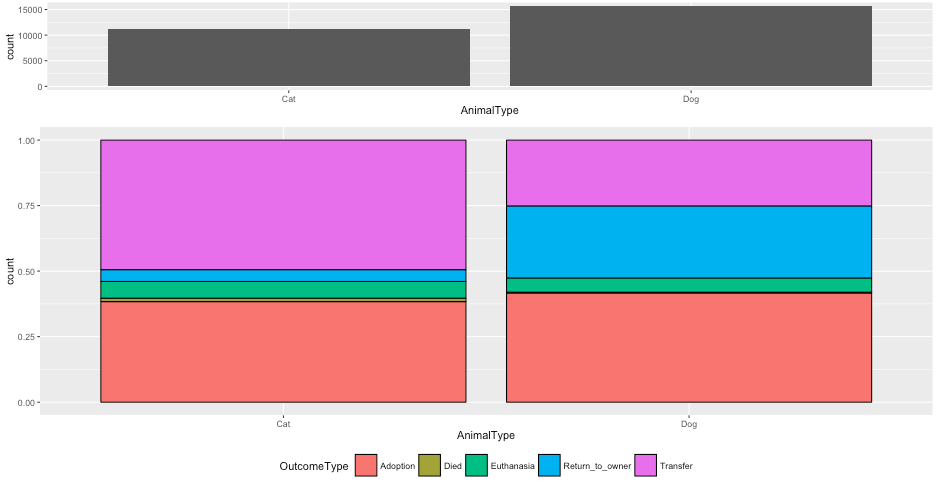 15000
10000
5000
0
count
Cat Dog
AnimalType
1.00
0.75
0.50
0.25
0.00
count
Cat Dog
AnimalType
OutcomeType Adoption Died Euthanasia Return_to_owner Transfer